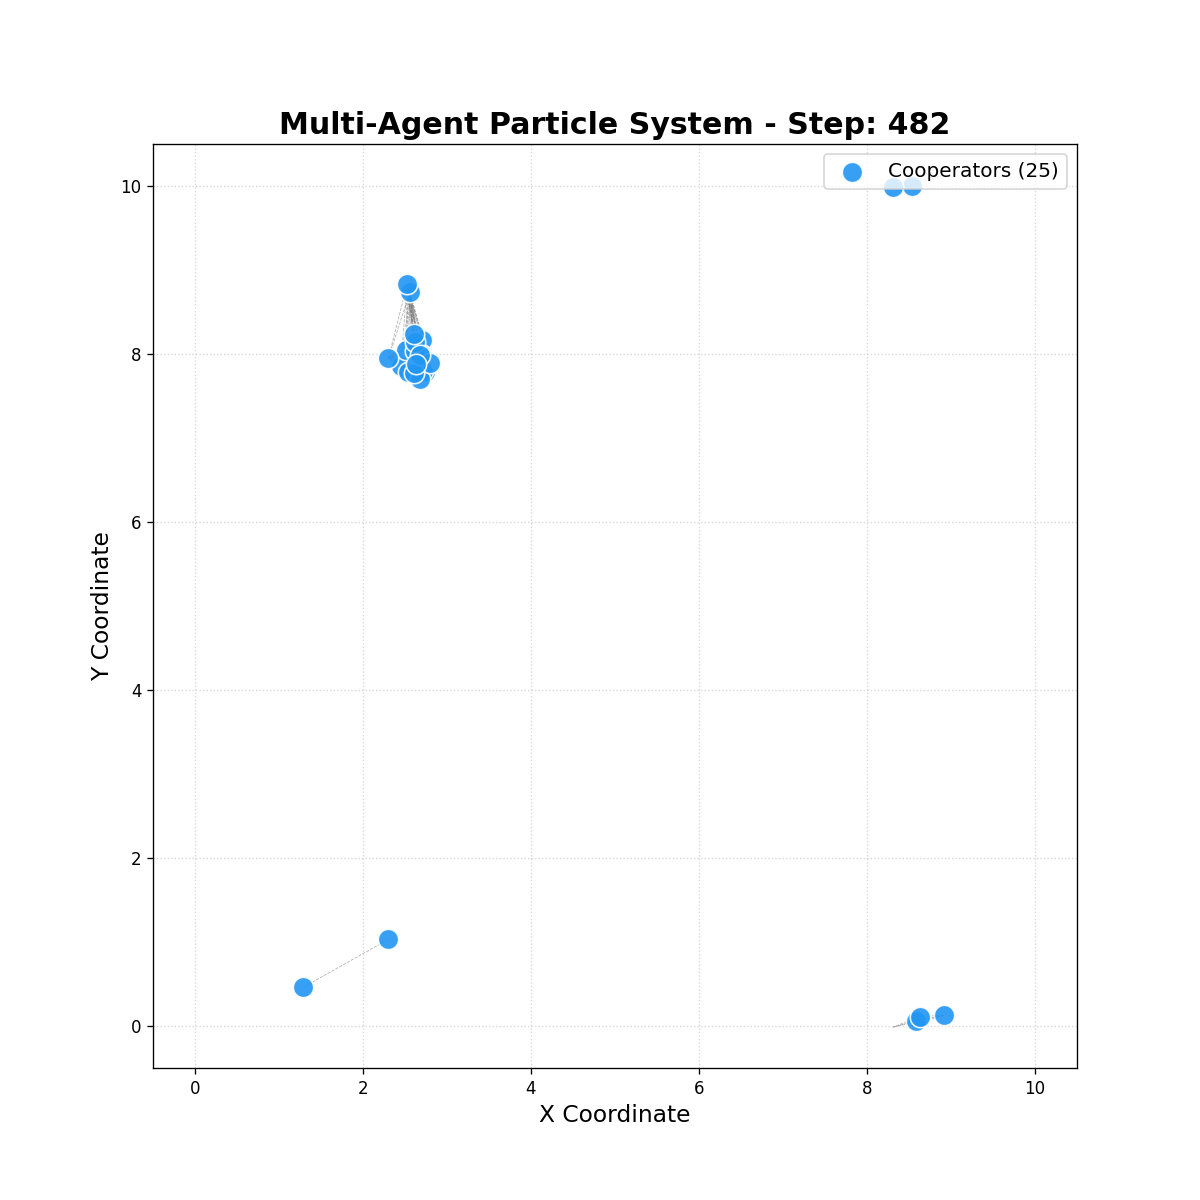 Multi-Agent Particle System - Step: 482
Cooperators (25)
10
8
6
4
2
0
Y Coordinate
0 2 4 6 8 10
X Coordinate